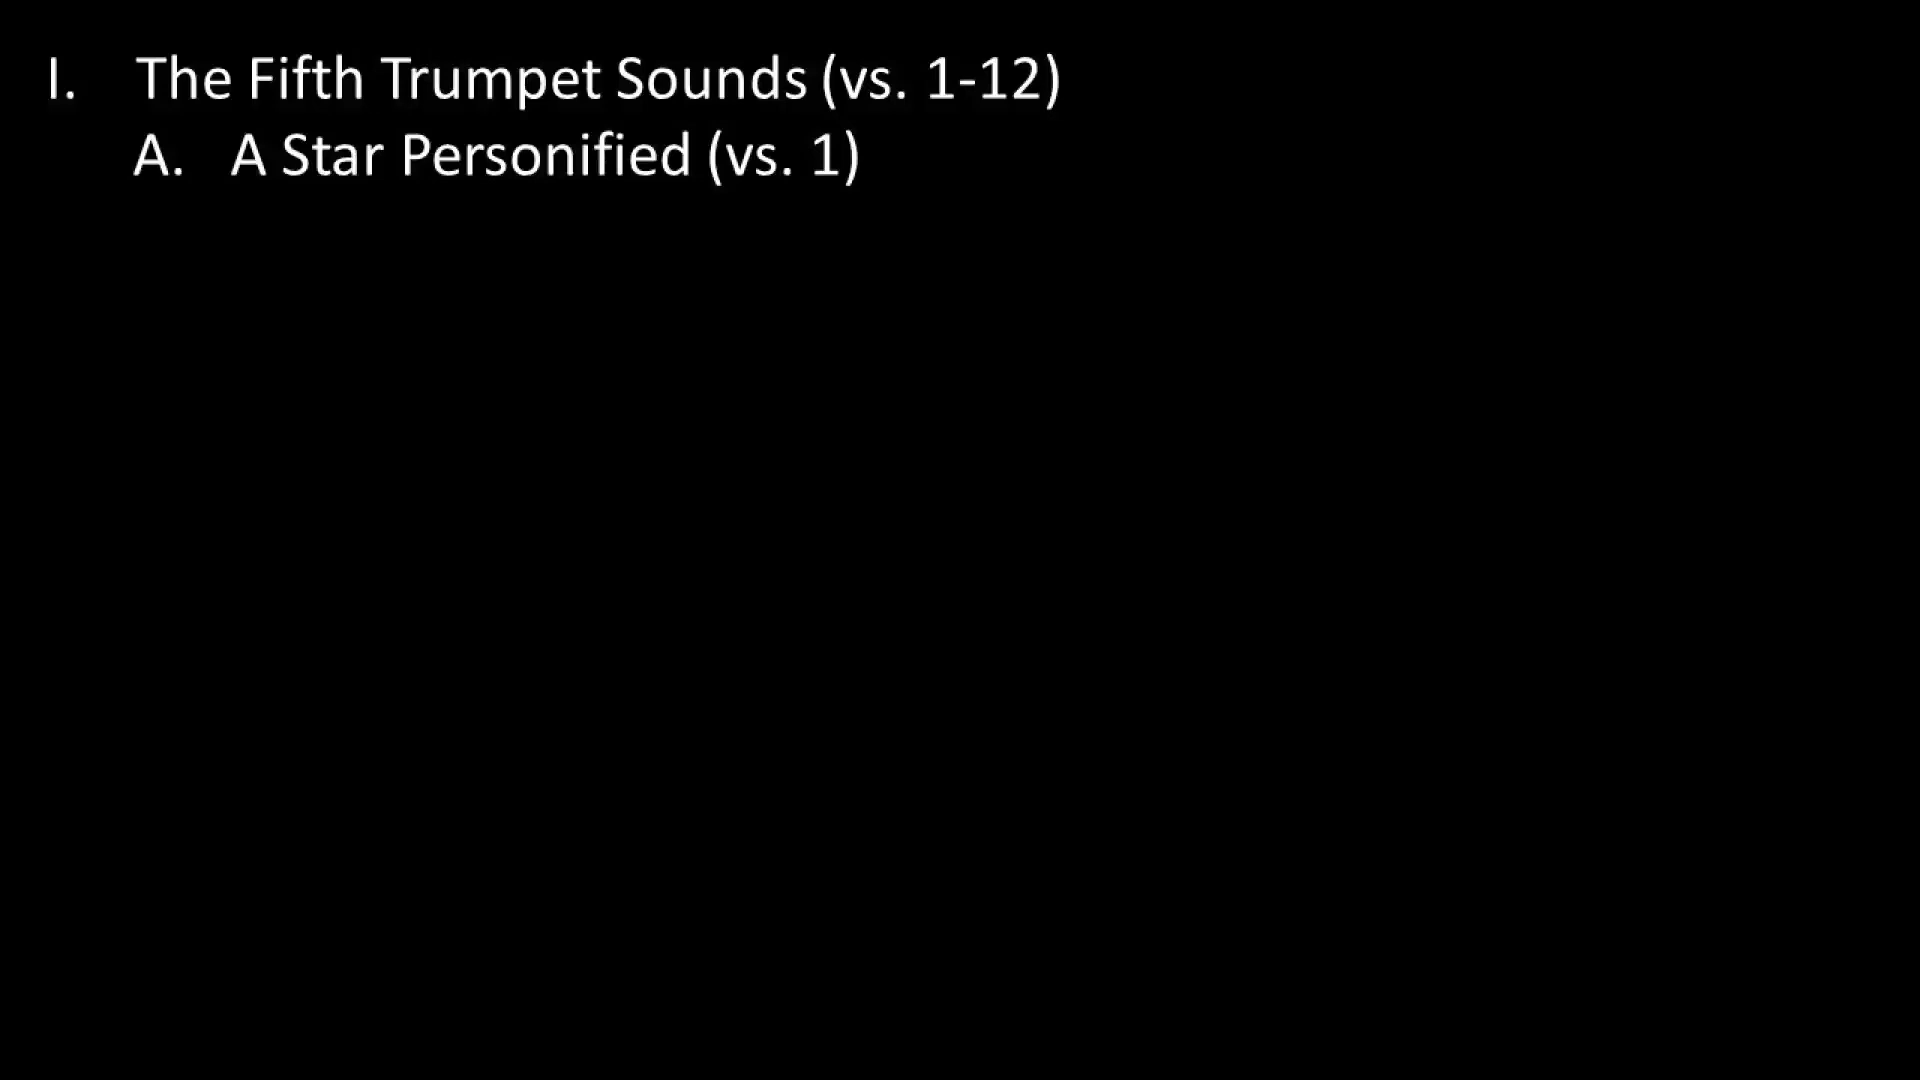 I. The Fifth Trumpet Sounds (vs. 1-12)
A. A Star Personified (vs. 1)